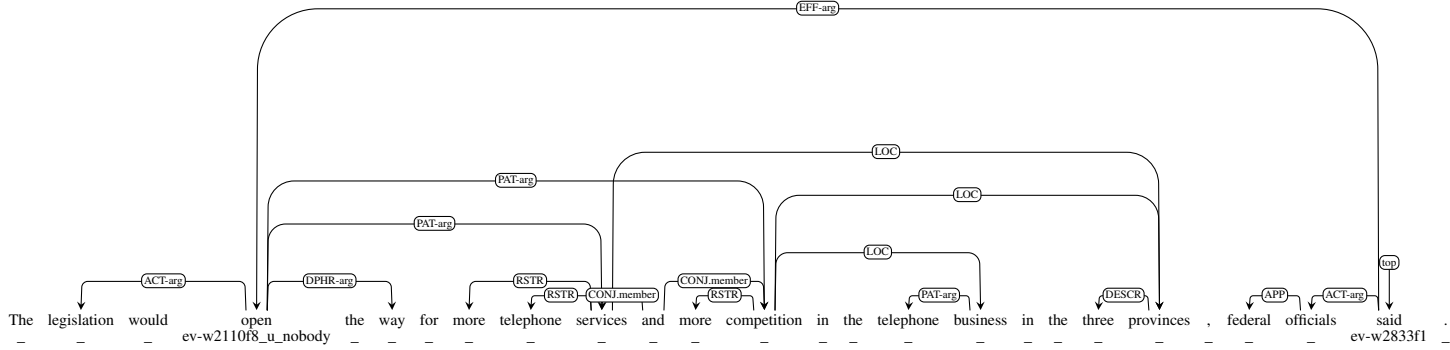 EFF-arg
LOC
PAT-arg
LOC
PAT-arg
LOC
top
ACT-arg DPHR-arg RSTR CONJ.member
RSTR CONJ.member RSTR PAT-arg DESCR APP ACT-arg
The legislation would open the way for more telephone services and more competition in the telephone business in the three provinces , federal officials said .
_ _ _ ev-w2110f8_u_nobody _ _ _ _ _ _ _ _ _ _ _ _ _ _ _ _ _ _ _ _ _ ev-w2833f1 _